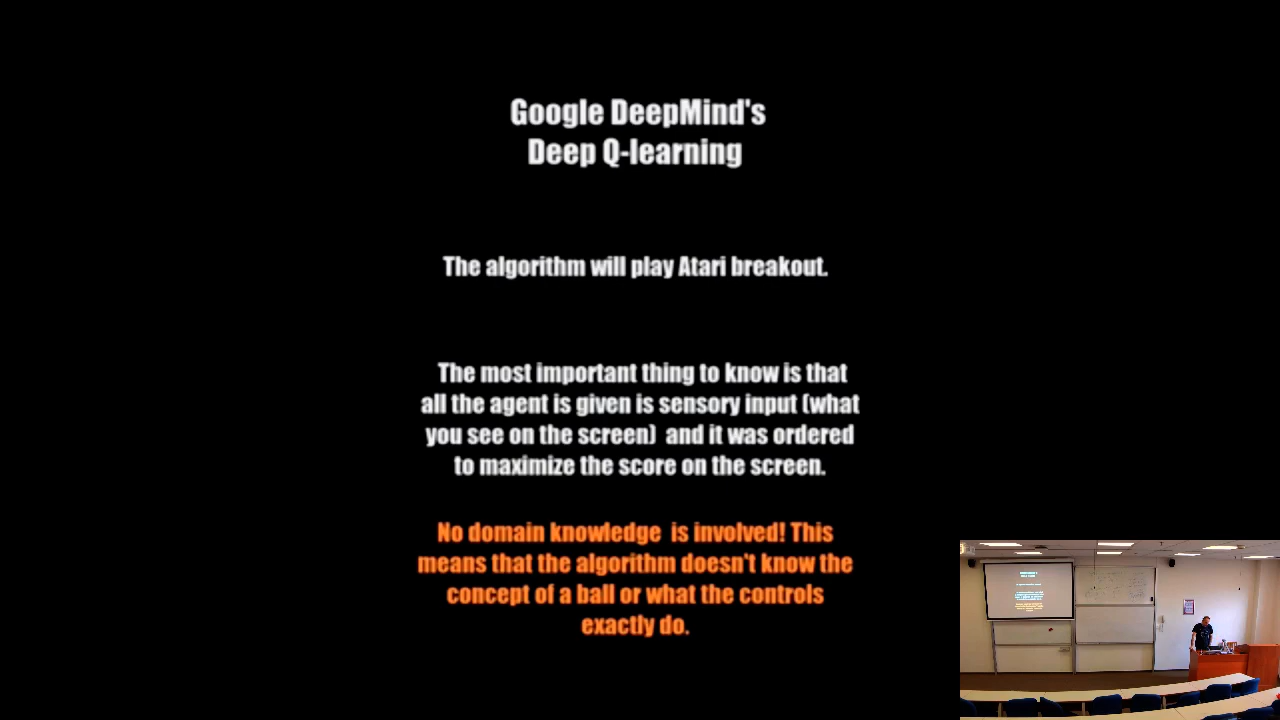 Google DeepMind's
Deep Q-learning
The algorithm will play Atari breakout.
The most important thing to know is that
all the agent is given is sensory input (what
you see on the screen) and it was ordered
to maximize the score on the screen.
No domain knowledge is involved! This
means that the algorithm doesn't know the
concept of a ball or what the controls
exactly do.